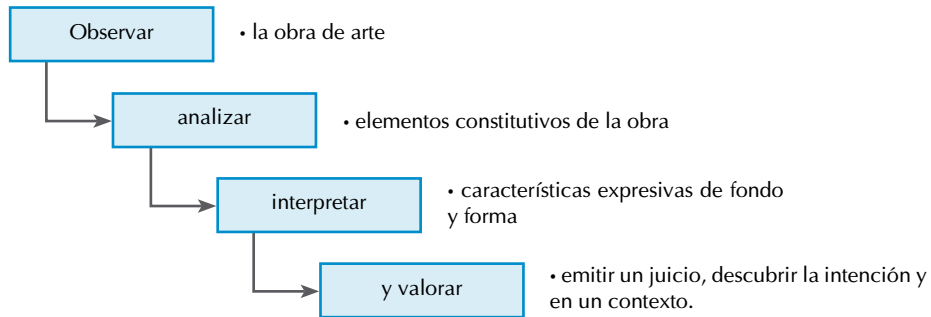 Observar
• la obra de arte
analizar
• elementos constitutivos de la obra
interpretar
• características expresivas de fondo
y forma
y valorar
• emitir un juicio, descubrir la intención y
en un contexto.